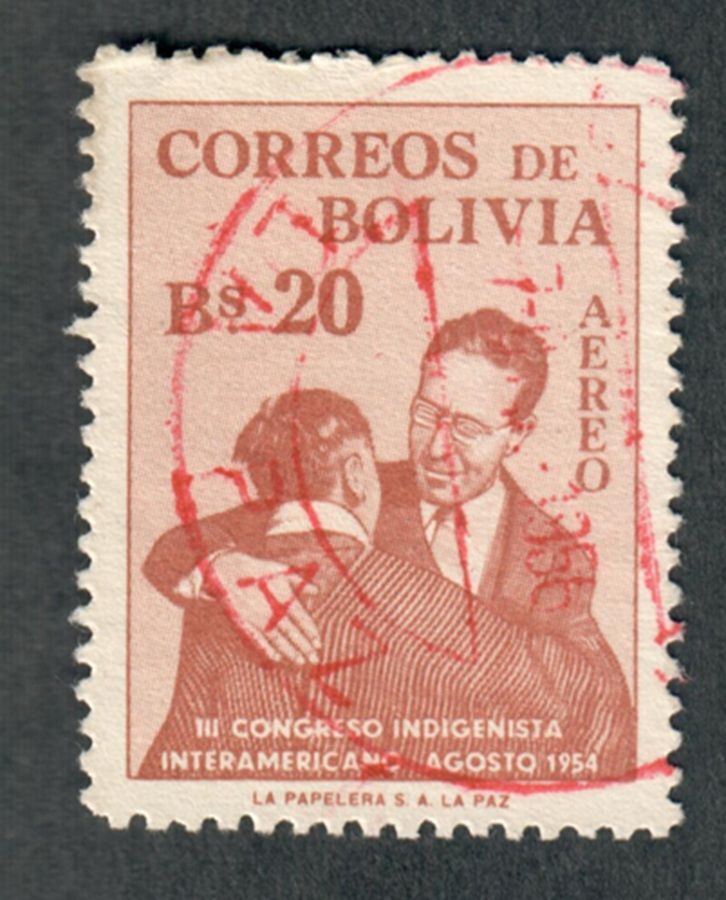 CORREOS DE
BOLIVIA
Bs 20
AEREO
III CONGRESO INDIGENISTA
INTERAMERICANO AGOSTO 1954
LA PAPELERA S. A. LA PAZ